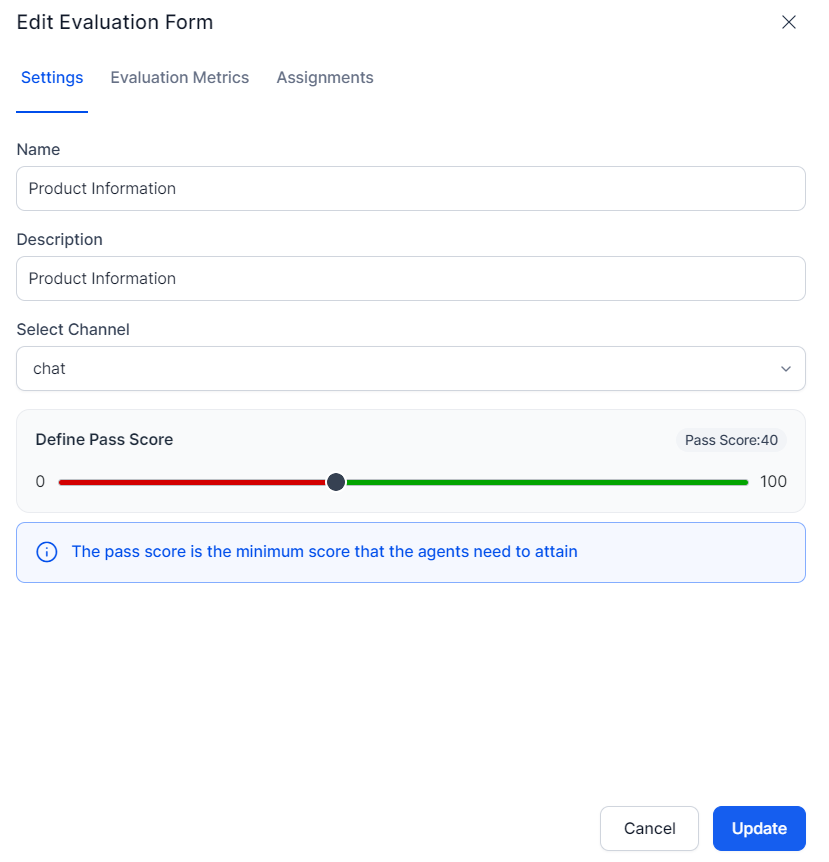 Edit Evaluation Form
Settings Evaluation Metrics Assignments
Name
Product Information
Description
Product Information
Select Channel
chat
Define Pass Score Pass Score:40
0 100
The pass score is the minimum score that the agents need to attain
Cancel Update